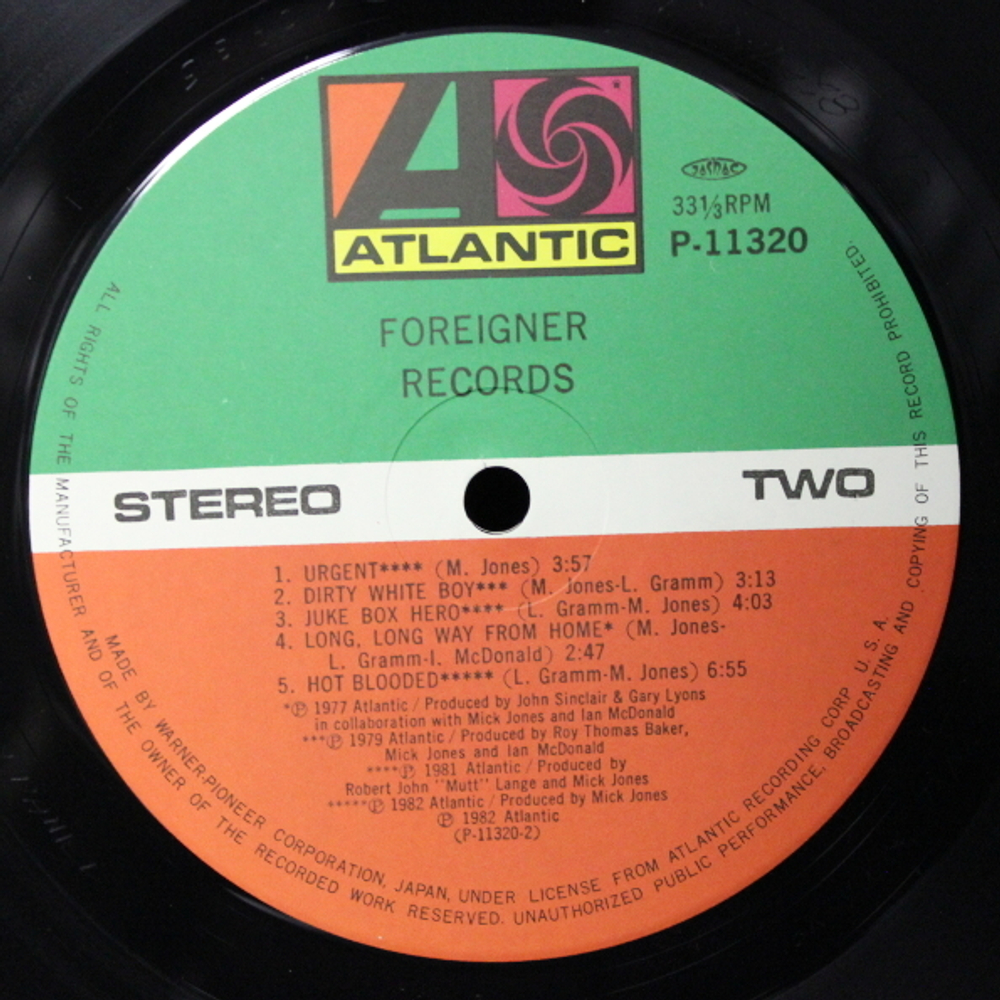 ATLANTIC
JASRAC
33⅓RPM
P-11320
FOREIGNER
RECORDS
STEREO
TWO
1. URGENT**** (M. Jones) 3:57
2. DIRTY WHITE BOY*** (M. Jones-L. Gramm) 3:13
3. JUKE BOX HERO**** (L. Gramm-M. Jones) 4:03
4. LONG, LONG WAY FROM HOME* (M. Jones-
L. Gramm-I. McDonald) 2:47
5. HOT BLOODED***** (L. Gramm-M. Jones) 6:55
*Ⓟ 1977 Atlantic / Produced by John Sinclair & Gary Lyons
in collaboration with Mick Jones and Ian McDonald
***Ⓟ 1979 Atlantic / Produced by Roy Thomas Baker,
Mick Jones and Ian McDonald
****Ⓟ 1981 Atlantic / Produced by
Robert John "Mutt" Lange and Mick Jones
*****Ⓟ 1982 Atlantic / Produced by Mick Jones
Ⓟ 1982 Atlantic
(P-11320-2)
MADE BY WARNER-PIONEER CORPORATION, JAPAN, UNDER LICENSE FROM ATLANTIC RECORDING CORP. U. S. A.
ALL RIGHTS OF THE MANUFACTURER AND OF THE OWNER OF THE RECORDED WORK RESERVED. UNAUTHORIZED PUBLIC PERFORMANCE, BROADCASTING AND COPYING OF THIS RECORD PROHIBITED.